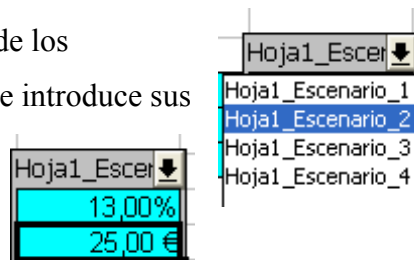 de los
e introduce sus
Hoja1_Escer
Hoja1_Escenario_1
Hoja1_Escenario_2
Hoja1_Escenario_3
Hoja1_Escenario_4
Hoja1_Escer
13,00%
25,00 €